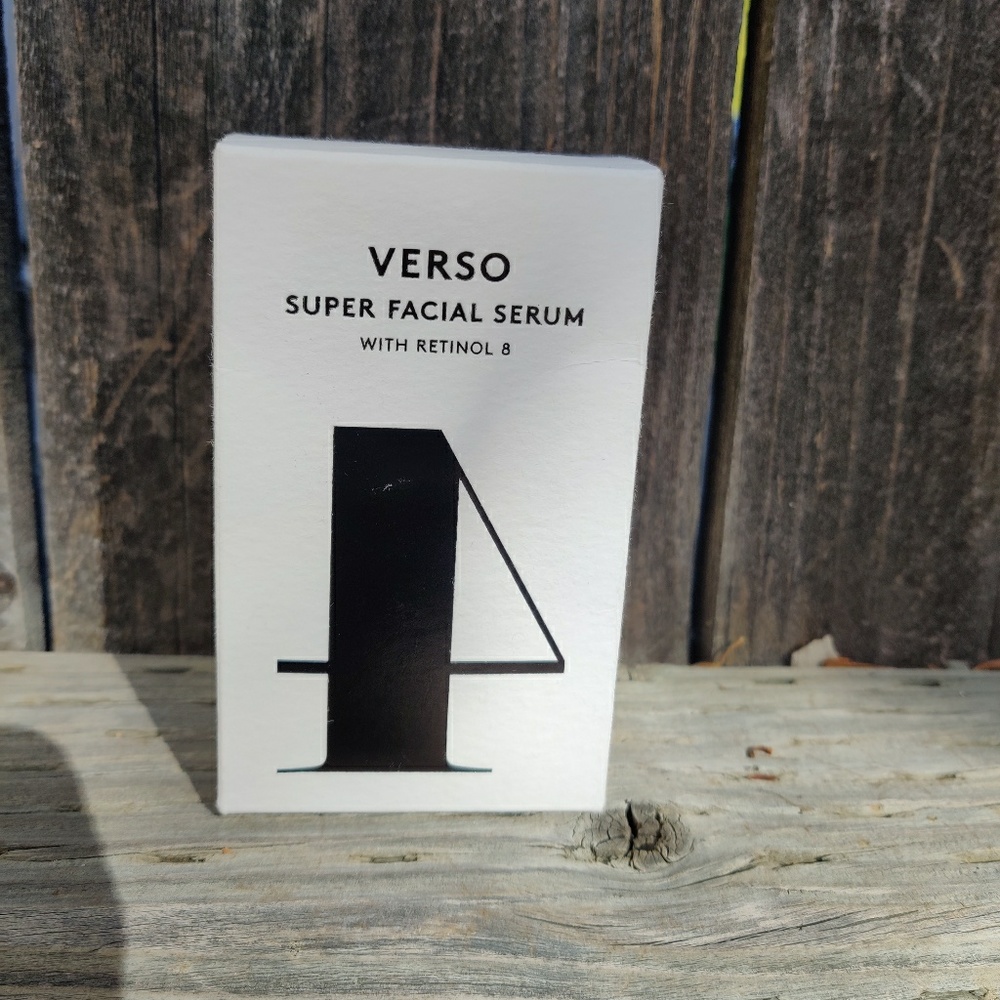 VERSO
SUPER FACIAL SERUM
WITH RETINOL 8
4